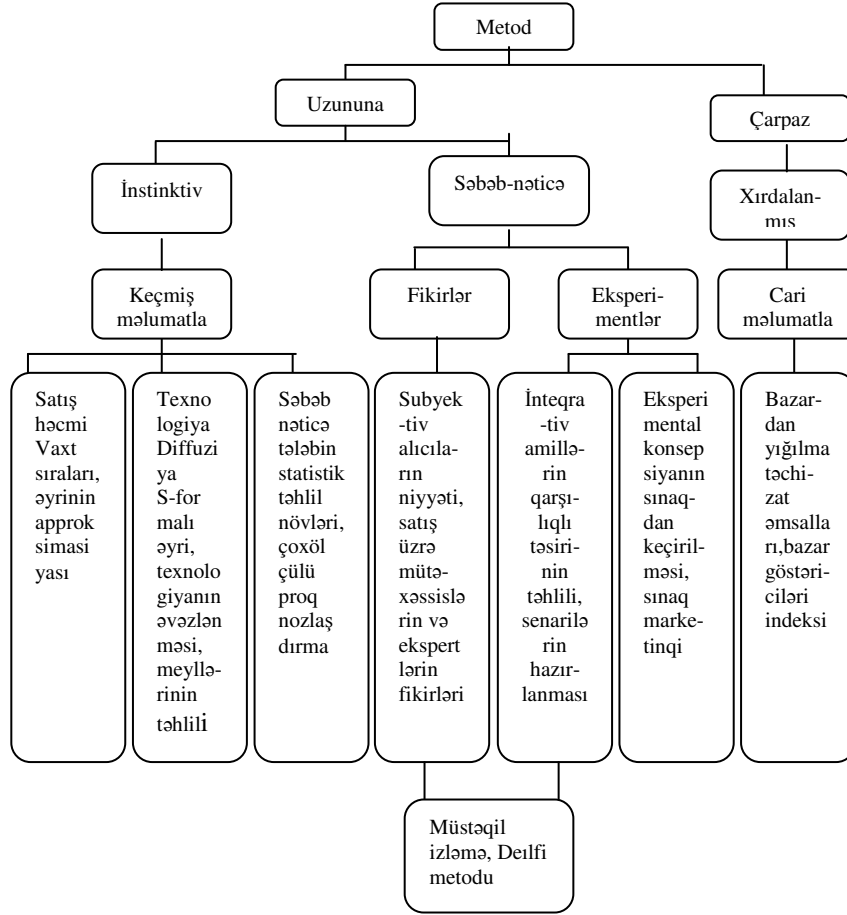 Metod
Uzununa
Çarpaz
İnstinktiv
Səbəb-nəticə
Xırdalan-
mış
Keçmiş
məlumatla
Fikirlər
Eksperi-
mentlər
Cari
məlumatla
Satış
həcmi
Vaxt
sıraları,
əyrinin
approk
simasi
yası
Texno
logiya
Diffuzi
ya
S-for
malı
əyri,
texnolo
giyanın
əvəzlən
məsi,
meyllə-
rinin
təhlili
Səbəb
nəticə
tələbin
statistik
təhlil
növləri,
çoxöl
çülü
proq
nozlaş
dırma
Subyek
-tiv
alıcıla-
rın
niyyəti,
satış
üzrə
mütə-
xəssislə
rin və
ekspert
lərin
fikirləri
İnteqra
-tiv
amillə-
rin
qarşı-
lıqlı
təsiri-
nin
təhlili,
senarilə
rin
hazır-
lanması
Eksperi
mental
konsep
siyanın
sınaq-
dan
keçiril-
məsi,
sınaq
marke-
tinqi
Bazar-
dan
yığılma
təchi-
zat
əmsalla
rı,bazar
göstəri-
ciləri
indeksi
Müstəqil
izləmə, Deılfi
metodu